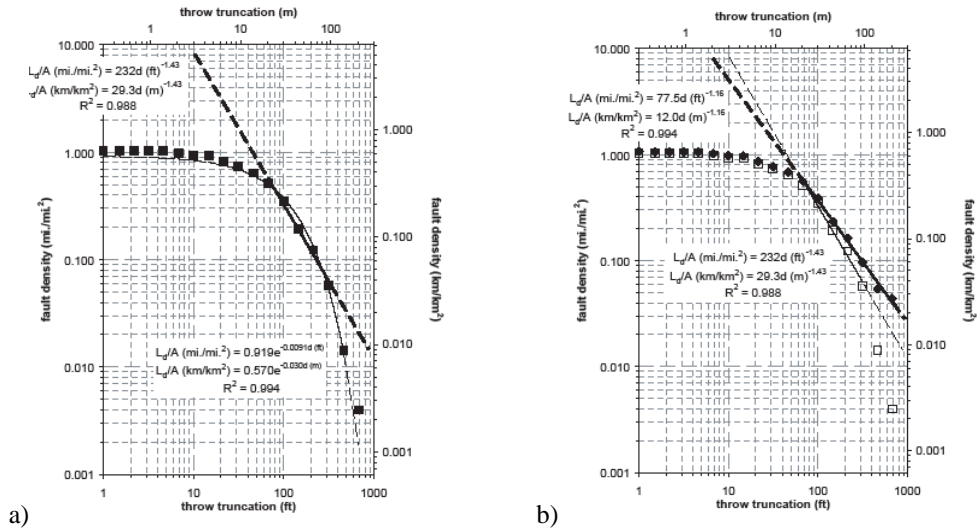 throw truncation (m)
1 10 100
10.000
L_d/A (mi./mi.²) = 232d (ft)^-1.43
_d/A (km/km²) = 29.3d (m)^-1.43
R² = 0.988
1.000
1.000
fault density (mi./mi.²)
fault density (km/km²)
0.100
0.100
L_d/A (mi./mi.²) = 0.919e^-0.0091d (ft)
L_d/A (km/km²) = 0.570e^-0.030d (m)
R² = 0.994
0.010
0.010
0.001
0.001
1 10 100 1000
throw truncation (ft)
a)
throw truncation (m)
1 10 100
10.000
L_d/A (mi./mi.²) = 77.5d (ft)^-1.16
L_d/A (km/km²) = 12.0d (m)^-1.16
R² = 0.994
1.000
1.000
fault density (mi./mi.²)
fault density (km/km²)
0.100
0.100
L_d/A (mi./mi.²) = 232d (ft)^-1.43
L_d/A (km/km²) = 29.3d (m)^-1.43
R² = 0.988
0.010
0.010
0.001
0.001
1 10 100 1000
throw truncation (ft)
b)